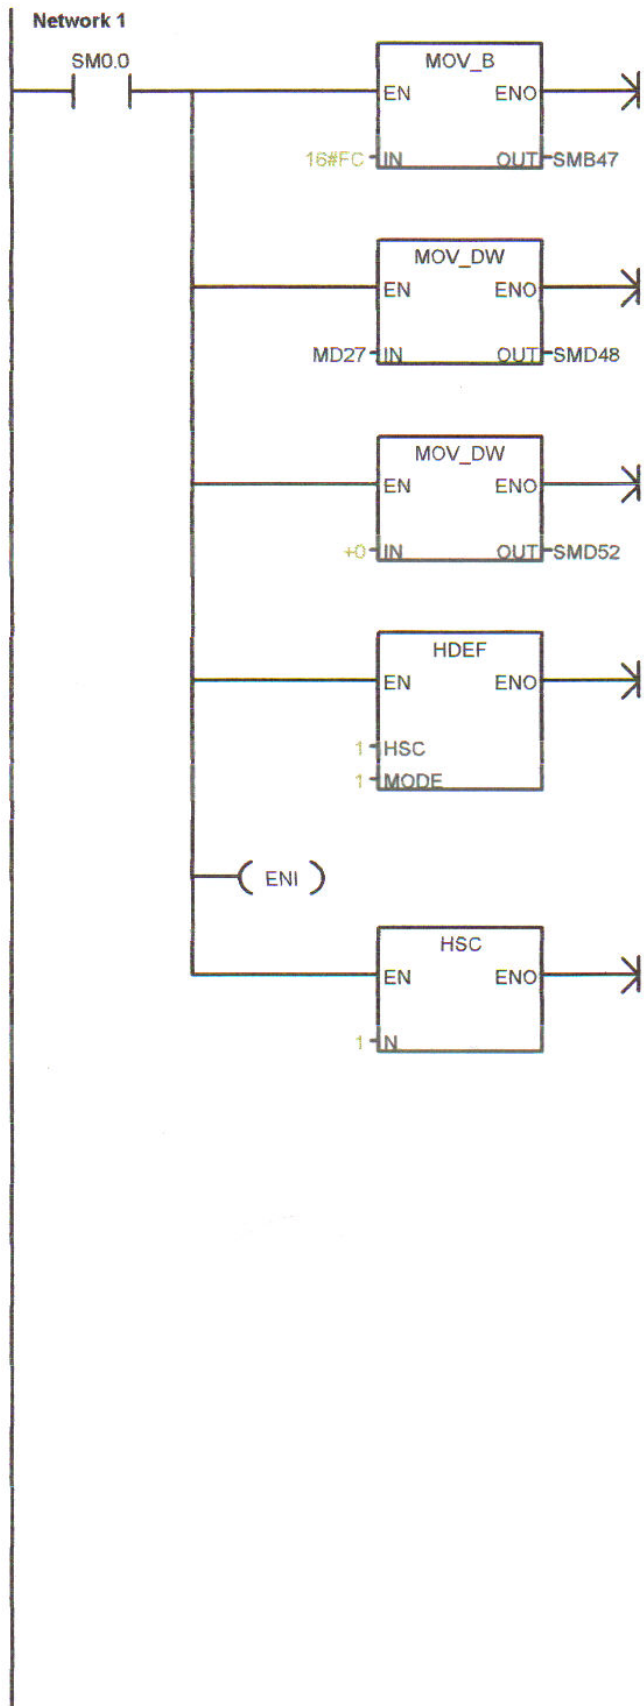 Network 1
SM0.0
MOV_B
EN ENO
16#FC IN OUT SMB47
MOV_DW
EN ENO
MD27 IN OUT SMD48
MOV_DW
EN ENO
+0 IN OUT SMD52
HDEF
EN ENO
1 HSC
1 MODE
ENI
HSC
EN ENO
1 N